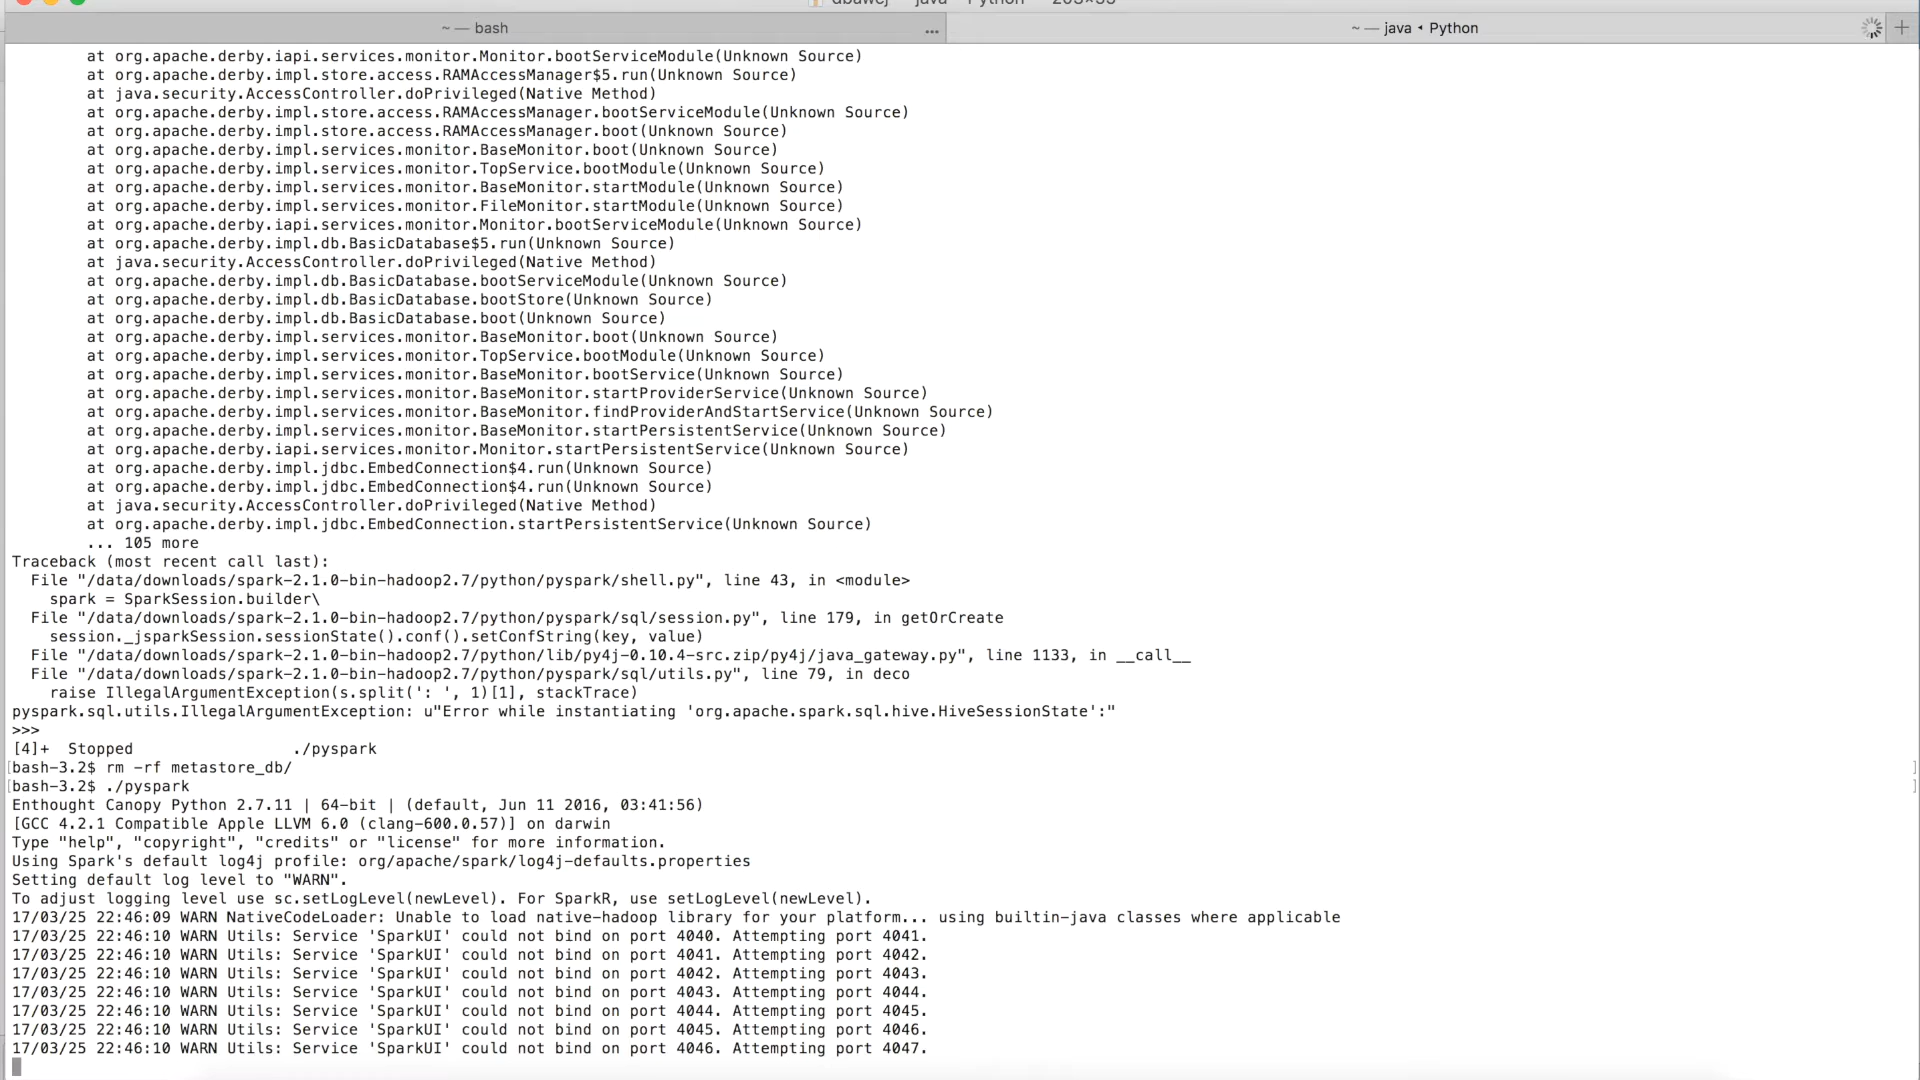 ~ — bash
...
~ — java ◂ Python
+
at org.apache.derby.iapi.services.monitor.Monitor.bootServiceModule(Unknown Source)
at org.apache.derby.impl.store.access.RAMAccessManager$5.run(Unknown Source)
at java.security.AccessController.doPrivileged(Native Method)
at org.apache.derby.impl.store.access.RAMAccessManager.bootServiceModule(Unknown Source)
at org.apache.derby.impl.store.access.RAMAccessManager.boot(Unknown Source)
at org.apache.derby.impl.services.monitor.BaseMonitor.boot(Unknown Source)
at org.apache.derby.impl.services.monitor.TopService.bootModule(Unknown Source)
at org.apache.derby.impl.services.monitor.BaseMonitor.startModule(Unknown Source)
at org.apache.derby.impl.services.monitor.FileMonitor.startModule(Unknown Source)
at org.apache.derby.iapi.services.monitor.Monitor.bootServiceModule(Unknown Source)
at org.apache.derby.impl.db.BasicDatabase$5.run(Unknown Source)
at java.security.AccessController.doPrivileged(Native Method)
at org.apache.derby.impl.db.BasicDatabase.bootServiceModule(Unknown Source)
at org.apache.derby.impl.db.BasicDatabase.bootStore(Unknown Source)
at org.apache.derby.impl.db.BasicDatabase.boot(Unknown Source)
at org.apache.derby.impl.services.monitor.BaseMonitor.boot(Unknown Source)
at org.apache.derby.impl.services.monitor.TopService.bootModule(Unknown Source)
at org.apache.derby.impl.services.monitor.BaseMonitor.bootService(Unknown Source)
at org.apache.derby.impl.services.monitor.BaseMonitor.startProviderService(Unknown Source)
at org.apache.derby.impl.services.monitor.BaseMonitor.findProviderAndStartService(Unknown Source)
at org.apache.derby.impl.services.monitor.BaseMonitor.startPersistentService(Unknown Source)
at org.apache.derby.iapi.services.monitor.Monitor.startPersistentService(Unknown Source)
at org.apache.derby.impl.jdbc.EmbedConnection$4.run(Unknown Source)
at org.apache.derby.impl.jdbc.EmbedConnection$4.run(Unknown Source)
at java.security.AccessController.doPrivileged(Native Method)
at org.apache.derby.impl.jdbc.EmbedConnection.startPersistentService(Unknown Source)
... 105 more
Traceback (most recent call last):
File "/data/downloads/spark-2.1.0-bin-hadoop2.7/python/pyspark/shell.py", line 43, in <module>
spark = SparkSession.builder\
File "/data/downloads/spark-2.1.0-bin-hadoop2.7/python/pyspark/sql/session.py", line 179, in getOrCreate
session._jsparkSession.sessionState().conf().setConfString(key, value)
File "/data/downloads/spark-2.1.0-bin-hadoop2.7/python/lib/py4j-0.10.4-src.zip/py4j/java_gateway.py", line 1133, in __call__
File "/data/downloads/spark-2.1.0-bin-hadoop2.7/python/pyspark/sql/utils.py", line 79, in deco
raise IllegalArgumentException(s.split(': ', 1)[1], stackTrace)
pyspark.sql.utils.IllegalArgumentException: u"Error while instantiating 'org.apache.spark.sql.hive.HiveSessionState':"
>>>
[4]+  Stopped                 ./pyspark
[bash-3.2$ rm -rf metastore_db/ ]
[bash-3.2$ ./pyspark ]
Enthought Canopy Python 2.7.11 | 64-bit | (default, Jun 11 2016, 03:41:56)
[GCC 4.2.1 Compatible Apple LLVM 6.0 (clang-600.0.57)] on darwin
Type "help", "copyright", "credits" or "license" for more information.
Using Spark's default log4j profile: org/apache/spark/log4j-defaults.properties
Setting default log level to "WARN".
To adjust logging level use sc.setLogLevel(newLevel). For SparkR, use setLogLevel(newLevel).
17/03/25 22:46:09 WARN NativeCodeLoader: Unable to load native-hadoop library for your platform... using builtin-java classes where applicable
17/03/25 22:46:10 WARN Utils: Service 'SparkUI' could not bind on port 4040. Attempting port 4041.
17/03/25 22:46:10 WARN Utils: Service 'SparkUI' could not bind on port 4041. Attempting port 4042.
17/03/25 22:46:10 WARN Utils: Service 'SparkUI' could not bind on port 4042. Attempting port 4043.
17/03/25 22:46:10 WARN Utils: Service 'SparkUI' could not bind on port 4043. Attempting port 4044.
17/03/25 22:46:10 WARN Utils: Service 'SparkUI' could not bind on port 4044. Attempting port 4045.
17/03/25 22:46:10 WARN Utils: Service 'SparkUI' could not bind on port 4045. Attempting port 4046.
17/03/25 22:46:10 WARN Utils: Service 'SparkUI' could not bind on port 4046. Attempting port 4047.